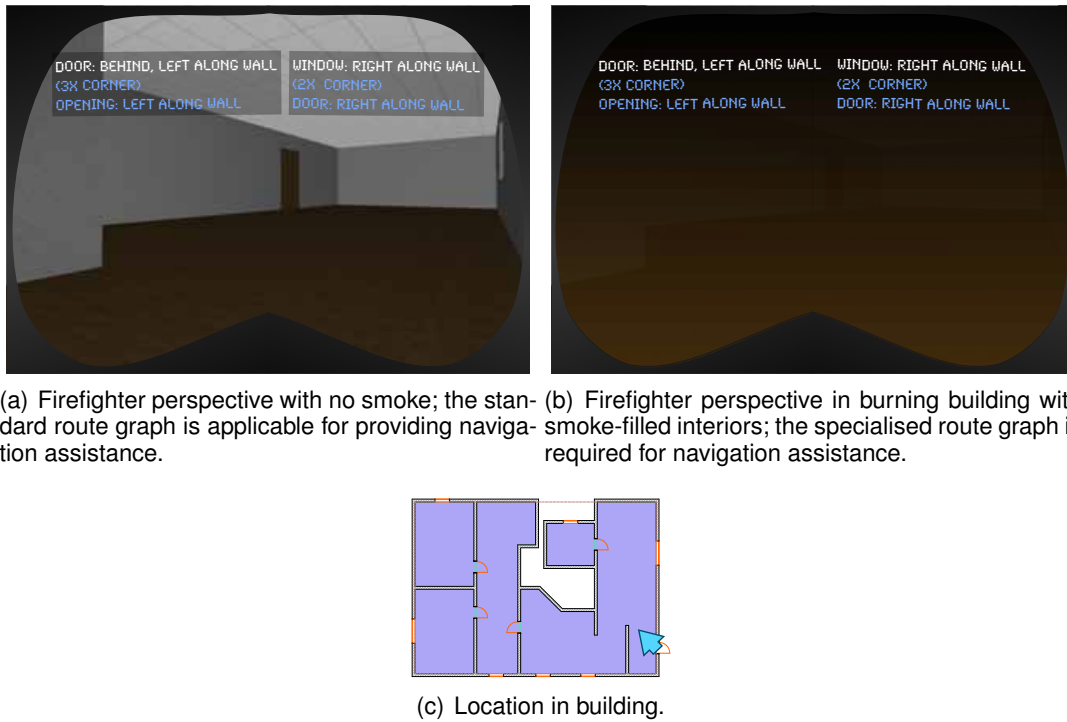 DOOR: BEHIND, LEFT ALONG WALL
(3X CORNER)
OPENING: LEFT ALONG WALL
WINDOW: RIGHT ALONG WALL
(2X CORNER)
DOOR: RIGHT ALONG WALL
DOOR: BEHIND, LEFT ALONG WALL
(3X CORNER)
OPENING: LEFT ALONG WALL
WINDOW: RIGHT ALONG WALL
(2X CORNER)
DOOR: RIGHT ALONG WALL
(a) Firefighter perspective with no smoke; the stan-
dard route graph is applicable for providing naviga-
tion assistance.
(b) Firefighter perspective in burning building wit
smoke-filled interiors; the specialised route graph i
required for navigation assistance.
(c) Location in building.